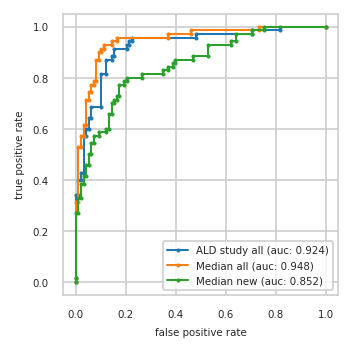 1.0
0.8
0.6
0.4
0.2
0.0
true positive rate
ALD study all (auc: 0.924)
Median all (auc: 0.948)
Median new (auc: 0.852)
0.0 0.2 0.4 0.6 0.8 1.0
false positive rate